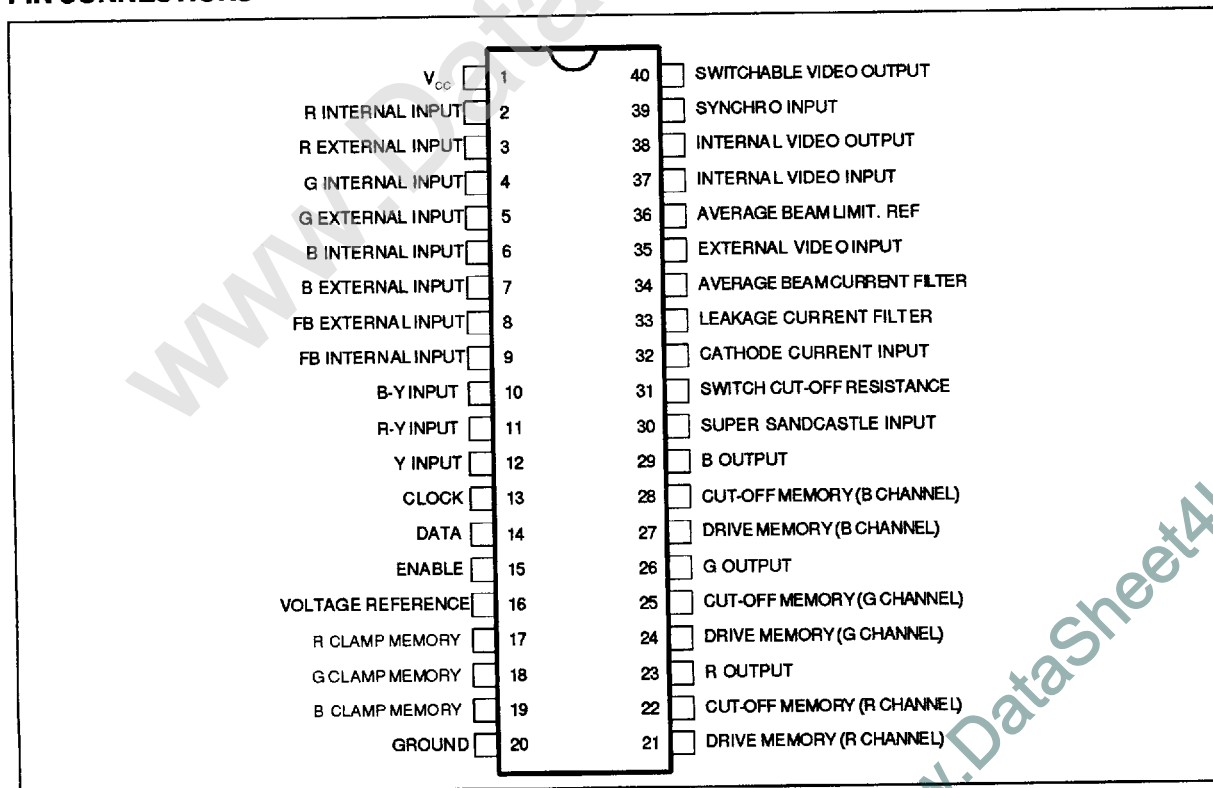 V_CC 1
R INTERNAL INPUT 2
R EXTERNAL INPUT 3
G INTERNAL INPUT 4
G EXTERNAL INPUT 5
B INTERNAL INPUT 6
B EXTERNAL INPUT 7
FB EXTERNAL INPUT 8
FB INTERNAL INPUT 9
B-Y INPUT 10
R-Y INPUT 11
Y INPUT 12
CLOCK 13
DATA 14
ENABLE 15
VOLTAGE REFERENCE 16
R CLAMP MEMORY 17
G CLAMP MEMORY 18
B CLAMP MEMORY 19
GROUND 20
40 SWITCHABLE VIDEO OUTPUT
39 SYNCHRO INPUT
38 INTERNAL VIDEO OUTPUT
37 INTERNAL VIDEO INPUT
36 AVERAGE BEAM LIMIT. REF
35 EXTERNAL VIDEO INPUT
34 AVERAGE BEAM CURRENT FILTER
33 LEAKAGE CURRENT FILTER
32 CATHODE CURRENT INPUT
31 SWITCH CUT-OFF RESISTANCE
30 SUPER SANDCASTLE INPUT
29 B OUTPUT
28 CUT-OFF MEMORY (B CHANNEL)
27 DRIVE MEMORY (B CHANNEL)
26 G OUTPUT
25 CUT-OFF MEMORY (G CHANNEL)
24 DRIVE MEMORY (G CHANNEL)
23 R OUTPUT
22 CUT-OFF MEMORY (R CHANNEL)
21 DRIVE MEMORY (R CHANNEL)
www.Data
w.DataSheet4U